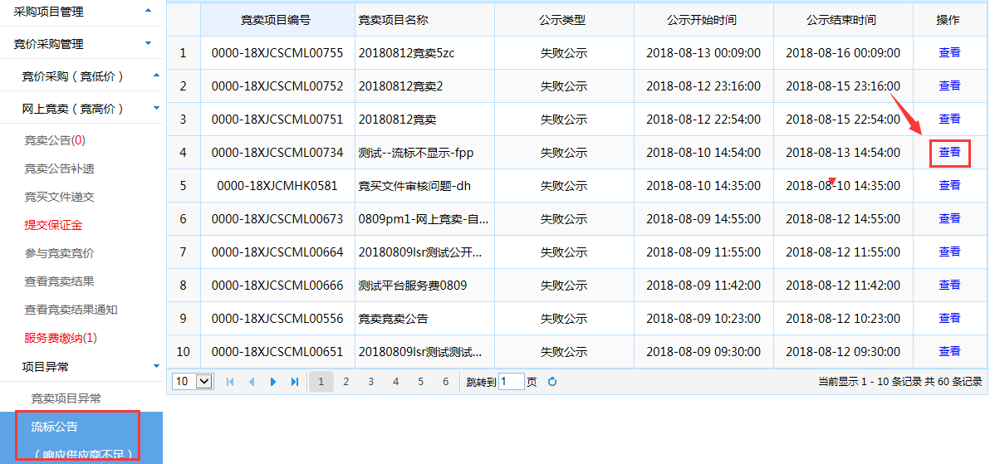 采购项目管理
竞价采购管理
竞价采购（竞低价）
网上竞卖（竞高价）
竞卖公告(0)
竞卖公告补遗
竞买文件递交
提交保证金
参与竞卖竞价
查看竞卖结果
查看竞卖结果通知
服务费缴纳(1)
项目异常
竞卖项目异常
流标公告
（响应供应商不足）
竞卖项目编号 竞卖项目名称 公示类型 公示开始时间 公示结束时间 操作
1 0000-18XJCSCML00755 20180812竞卖5zc 失败公示 2018-08-13 00:09:00 2018-08-16 00:09:00 查看
2 0000-18XJCSCML00752 20180812竞卖2 失败公示 2018-08-12 23:16:00 2018-08-15 23:16:00 查看
3 0000-18XJCSCML00751 20180812竞卖 失败公示 2018-08-12 22:54:00 2018-08-15 22:54:00 查看
4 0000-18XJCSCML00734 测试--流标不显示-fpp 失败公示 2018-08-10 14:54:00 2018-08-13 14:54:00 查看
5 0000-18XJCMHK0581 竞买文件审核问题-dh 失败公示 2018-08-10 14:35:00 2018-08-10 14:35:00 查看
6 0000-18XJCSCML00673 0809pm1-网上竞卖-自... 失败公示 2018-08-09 14:55:00 2018-08-12 14:55:00 查看
7 0000-18XJCSCML00664 20180809lsr测试公开... 失败公示 2018-08-09 11:55:00 2018-08-12 11:55:00 查看
8 0000-18XJCSCML00666 测试平台服务费0809 失败公示 2018-08-09 11:42:00 2018-08-12 11:42:00 查看
9 0000-18XJCSCML00556 竞卖竞卖公告 失败公示 2018-08-09 10:23:00 2018-08-12 10:23:00 查看
10 0000-18XJCSCML00651 20180809lsr测试测试... 失败公示 2018-08-09 09:30:00 2018-08-12 09:30:00 查看
10 1 2 3 4 5 6 跳转到 1 页 当前显示 1 - 10 条记录 共 60 条记录